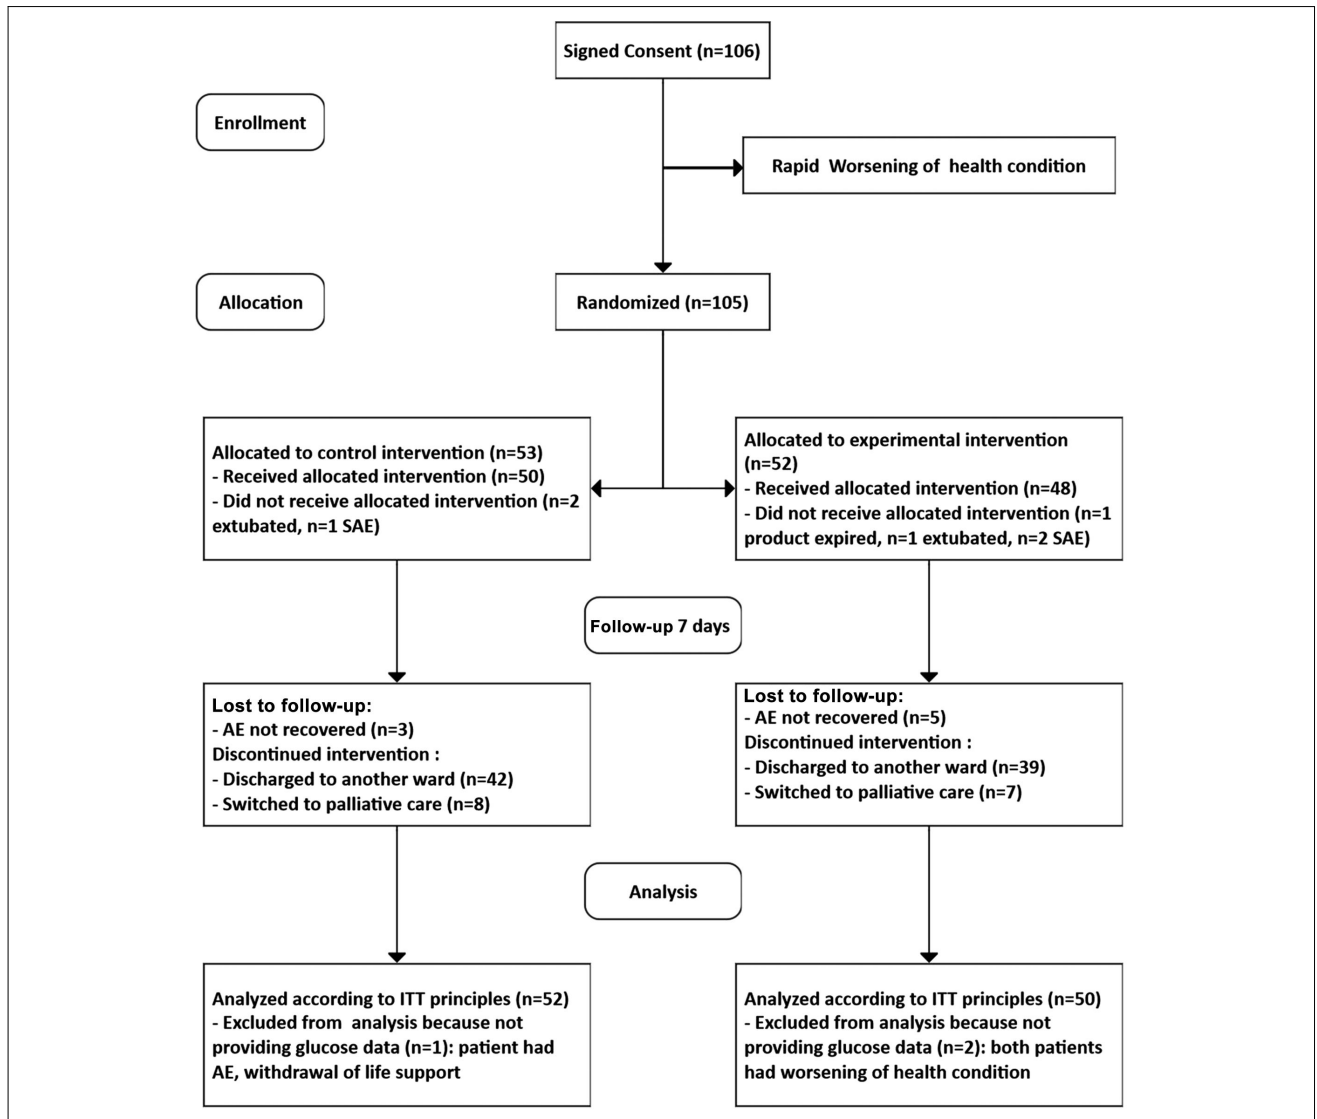 Signed Consent (n=106)
Enrollment
Rapid Worsening of health condition
Allocation
Randomized (n=105)
Allocated to control intervention (n=53)
- Received allocated intervention (n=50)
- Did not receive allocated intervention (n=2
extubated, n=1 SAE)
Allocated to experimental intervention
(n=52)
- Received allocated intervention (n=48)
- Did not receive allocated intervention (n=1
product expired, n=1 extubated, n=2 SAE)
Follow-up 7 days
Lost to follow-up:
- AE not recovered (n=3)
Discontinued intervention :
- Discharged to another ward (n=42)
- Switched to palliative care (n=8)
Lost to follow-up:
- AE not recovered (n=5)
Discontinued intervention :
- Discharged to another ward (n=39)
- Switched to palliative care (n=7)
Analysis
Analyzed according to ITT principles (n=52)
- Excluded from analysis because not
providing glucose data (n=1): patient had
AE, withdrawal of life support
Analyzed according to ITT principles (n=50)
- Excluded from analysis because not
providing glucose data (n=2): both patients
had worsening of health condition